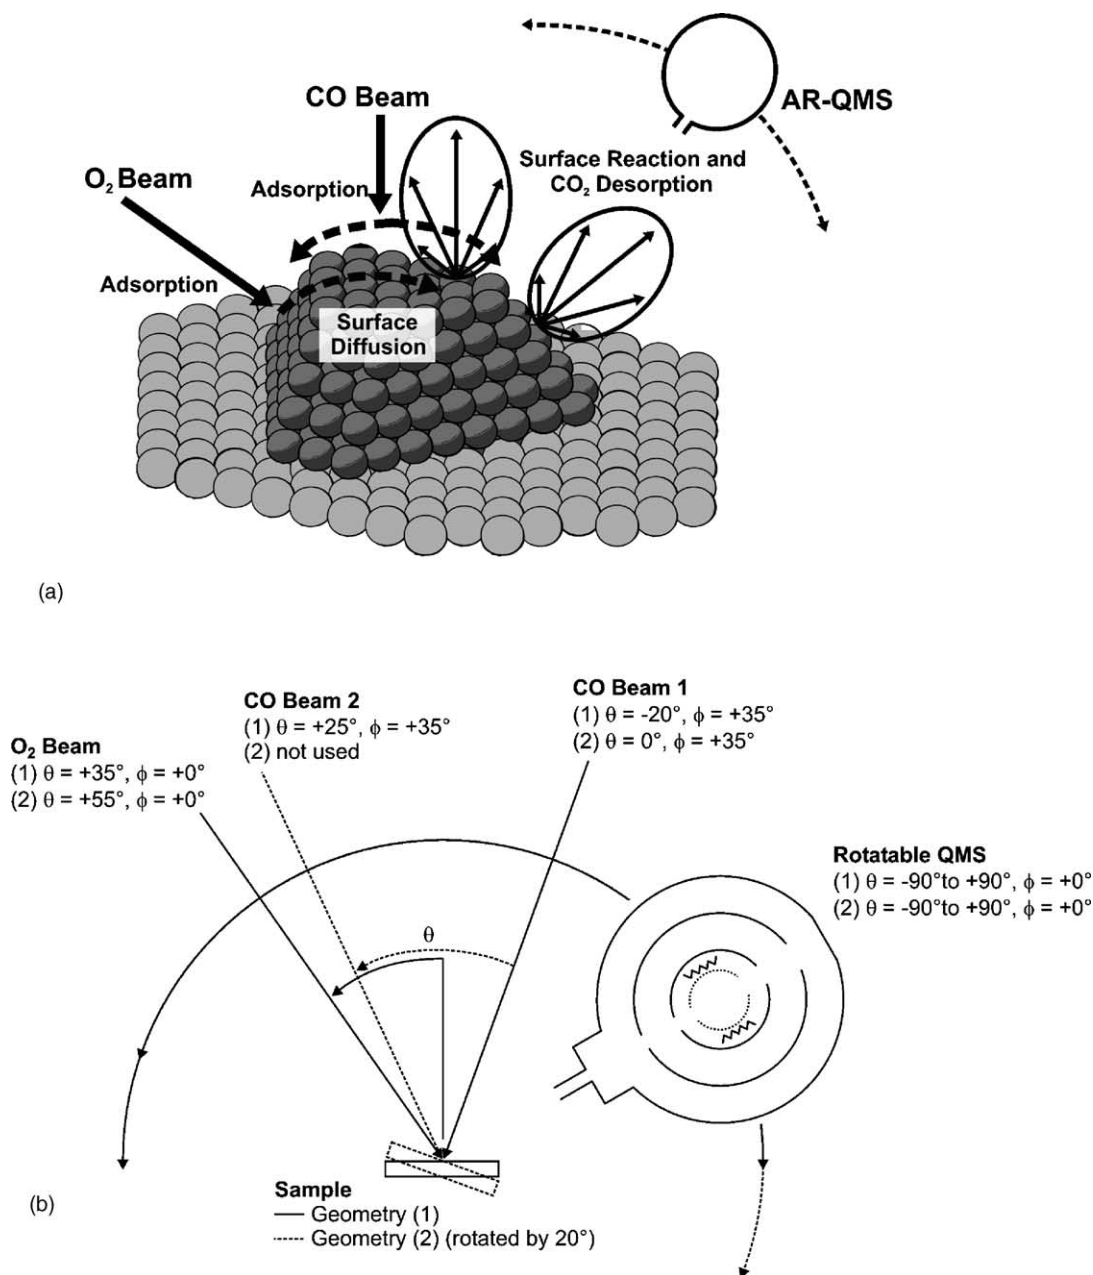 CO Beam
AR-QMS
O2 Beam
Adsorption
Surface Reaction and
CO2 Desorption
Adsorption
Surface
Diffusion
(a)
CO Beam 2
(1) θ = +25°, ϕ = +35°
(2) not used
CO Beam 1
(1) θ = -20°, ϕ = +35°
(2) θ = 0°, ϕ = +35°
O2 Beam
(1) θ = +35°, ϕ = +0°
(2) θ = +55°, ϕ = +0°
Rotatable QMS
(1) θ = -90°to +90°, ϕ = +0°
(2) θ = -90°to +90°, ϕ = +0°
θ
Sample
Geometry (1)
Geometry (2) (rotated by 20°)
(b)